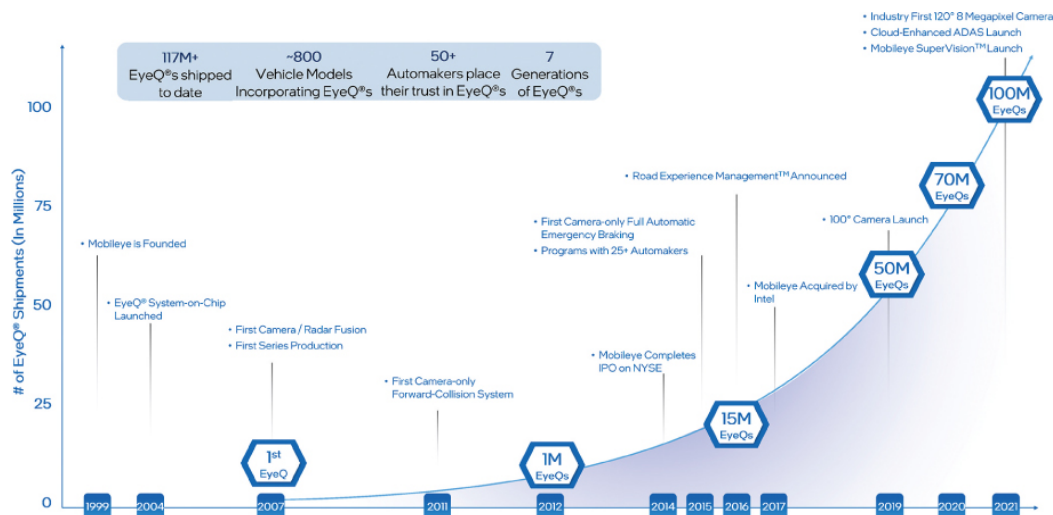 • Industry First 120° 8 Megapixel Camera
• Cloud-Enhanced ADAS Launch
• Mobileye SuperVision™ Launch
117M+
EyeQ®s shipped
to date
~800
Vehicle Models
Incorporating EyeQ®s
50+
Automakers place
their trust in EyeQ®s
7
Generations
of EyeQ®s
# of EyeQ® Shipments (In Millions)
100
75
50
25
0
• Mobileye is Founded
• EyeQ® System-on-Chip
Launched
• First Camera / Radar Fusion
• First Series Production
• First Camera-only
Forward-Collision System
• Mobileye Completes
IPO on NYSE
• First Camera-only Full Automatic
Emergency Braking
• Programs with 25+ Automakers
• Road Experience Management™ Announced
• Mobileye Acquired by
Intel
• 100° Camera Launch
1st
EyeQ
1M
EyeQs
15M
EyeQs
50M
EyeQs
70M
EyeQs
100M
EyeQs
1999
2004
2007
2011
2012
2014
2015
2016
2017
2019
2020
2021